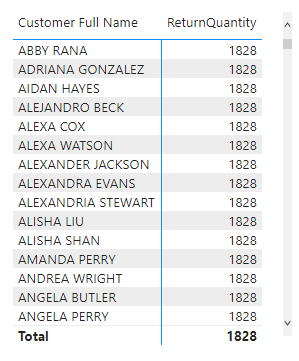 Customer Full Name ReturnQuantity
ABBY RANA 1828
ADRIANA GONZALEZ 1828
AIDAN HAYES 1828
ALEJANDRO BECK 1828
ALEXA COX 1828
ALEXA WATSON 1828
ALEXANDER JACKSON 1828
ALEXANDRA EVANS 1828
ALEXANDRIA STEWART 1828
ALISHA LIU 1828
ALISHA SHAN 1828
AMANDA PERRY 1828
ANDREA WRIGHT 1828
ANGELA BUTLER 1828
ANGELA PERRY 1828
Total 1828